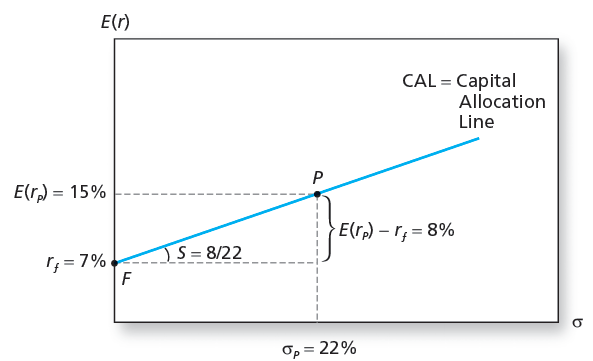 E(r)
CAL = Capital
Allocation
Line
P
E(rₚ) = 15%
E(rₚ) – r𝒻 = 8%
S = 8/22
r𝒻 = 7%
F
σ
σₚ = 22%